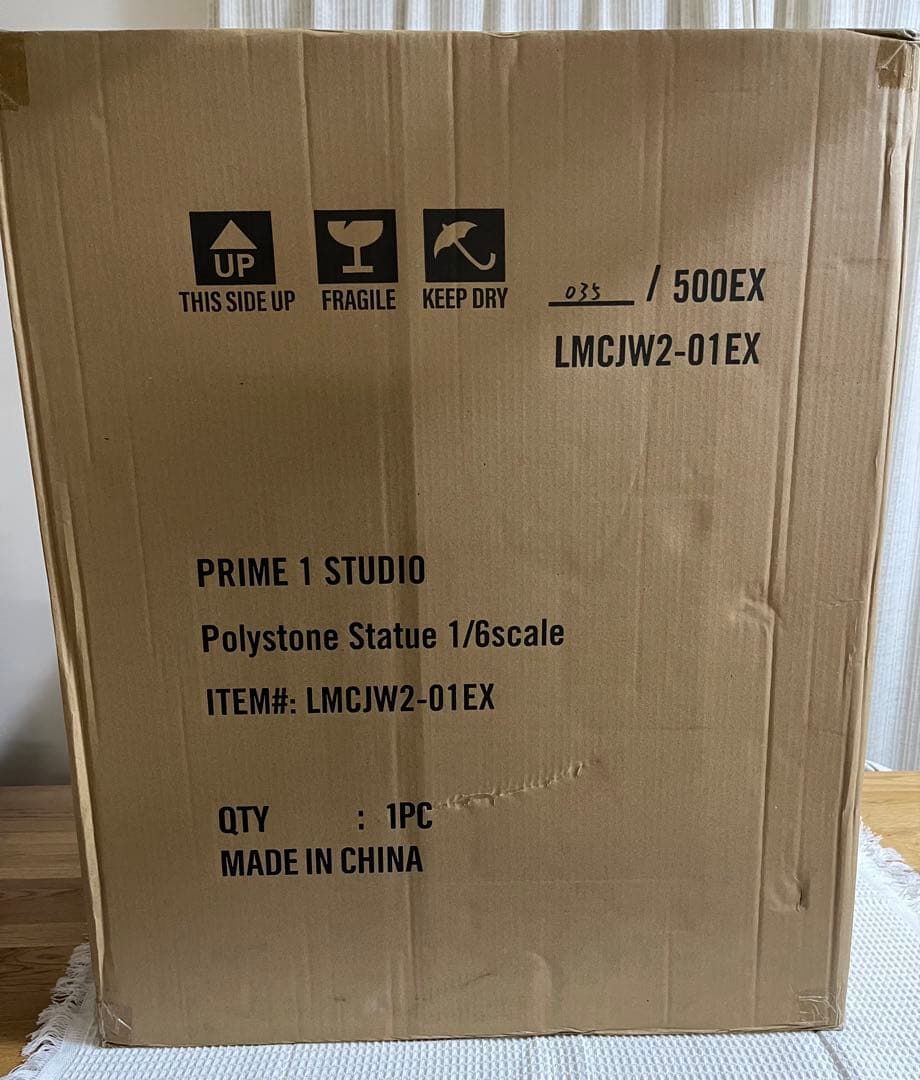 UP
THIS SIDE UP FRAGILE KEEP DRY
035 / 500EX
LMCJW2-01EX
PRIME 1 STUDIO
Polystone Statue 1/6scale
ITEM#: LMCJW2-01EX
QTY : 1PC
MADE IN CHINA